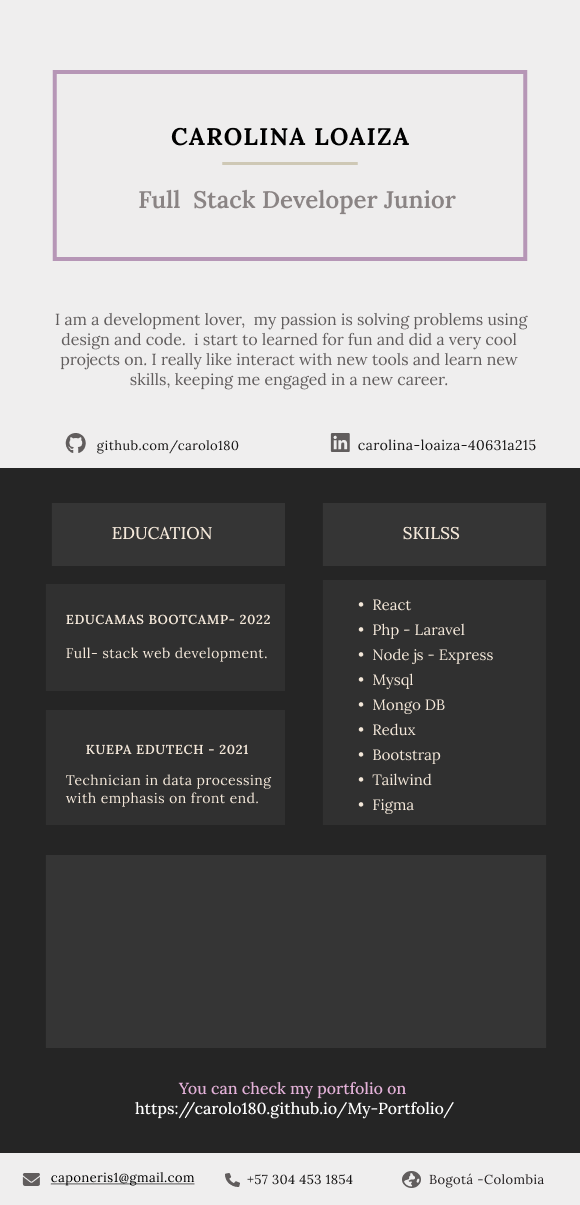 CAROLINA LOAIZA
Full Stack Developer Junior
I am a development lover, my passion is solving problems using
design and code. i start to learned for fun and did a very cool
projects on. I really like interact with new tools and learn new
skills, keeping me engaged in a new career.
github.com/carolo180
carolina-loaiza-40631a215
EDUCATION
EDUCAMAS BOOTCAMP- 2022
Full- stack web development.
KUEPA EDUTECH - 2021
Technician in data processing
with emphasis on front end.
SKILSS
• React
• Php - Laravel
• Node js - Express
• Mysql
• Mongo DB
• Redux
• Bootstrap
• Tailwind
• Figma
You can check my portfolio on
https://carolo180.github.io/My-Portfolio/
caponeris1@gmail.com
+57 304 453 1854
Bogotá -Colombia